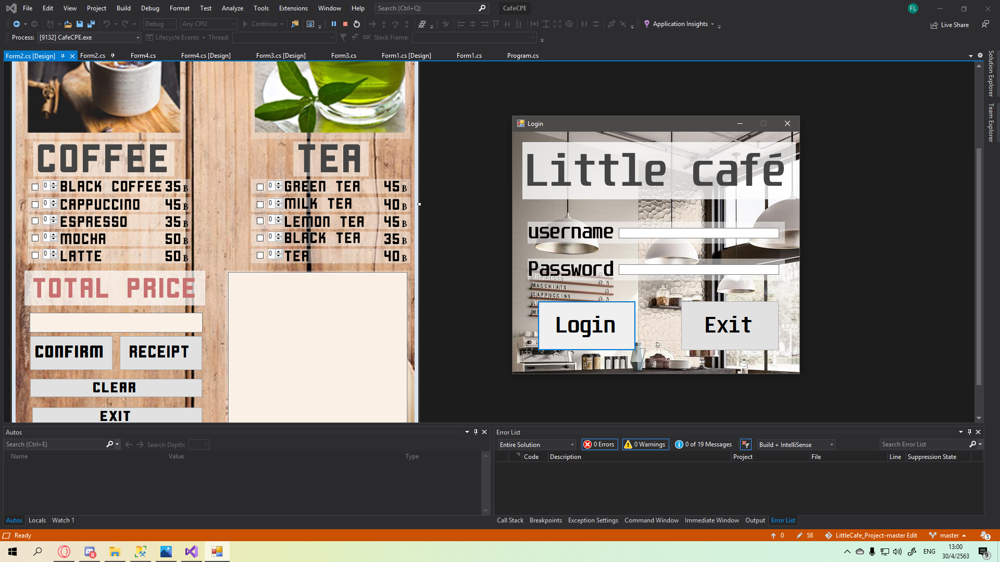 File Edit View Project Build Debug Format Test Analyze Tools Extensions Window Help Search (Ctrl+Q) CafeCPE FL
Debug Any CPU Continue Application Insights Live Share
Process: [9132] CafeCPE.exe Lifecycle Events Thread: Stack Frame:
Form2.cs [Design] Form2.cs Form4.cs Form4.cs [Design] Form3.cs [Design] Form3.cs Form1.cs [Design] Form1.cs Program.cs
Solution Explorer
Team Explorer
COFFEE
0 BLACK COFFEE 35 ฿
0 CAPPUCCINO 45 ฿
0 ESPRESSO 35 ฿
0 MOCHA 50 ฿
0 LATTE 50 ฿
TEA
0 GREEN TEA 45 ฿
0 MILK TEA 40 ฿
0 LEMON TEA 45 ฿
0 BLACK TEA 35 ฿
0 TEA 40 ฿
TOTAL PRICE
CONFIRM RECEIPT
CLEAR
EXIT
Login
Little café
username
Password
ESPRESSO 2.5
MACCHIATO 3
CAPPUCCINO 3.5
Login Exit
Autos
Search (Ctrl+E) Search Depth:
Name Value Type
Autos Locals Watch 1
Error List
Entire Solution 0 Errors 0 Warnings 0 of 19 Messages Build + IntelliSense Search Error List
Code Description Project File Line Suppression State
Call Stack Breakpoints Exception Settings Command Window Immediate Window Output Error List
Ready 0 58 LittleCafe_Project-master Edit master 3
8 ENG 13:00 9
30/4/2563